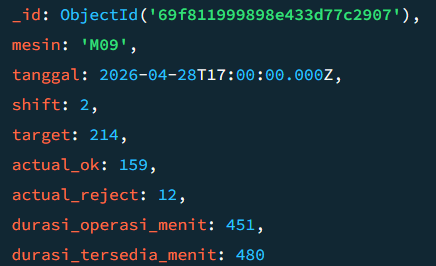 _id: ObjectId('69f811999898e433d77c2907'),
mesin: 'M09',
tanggal: 2026-04-28T17:00:00.000Z,
shift: 2,
target: 214,
actual_ok: 159,
actual_reject: 12,
durasi_operasi_menit: 451,
durasi_tersedia_menit: 480